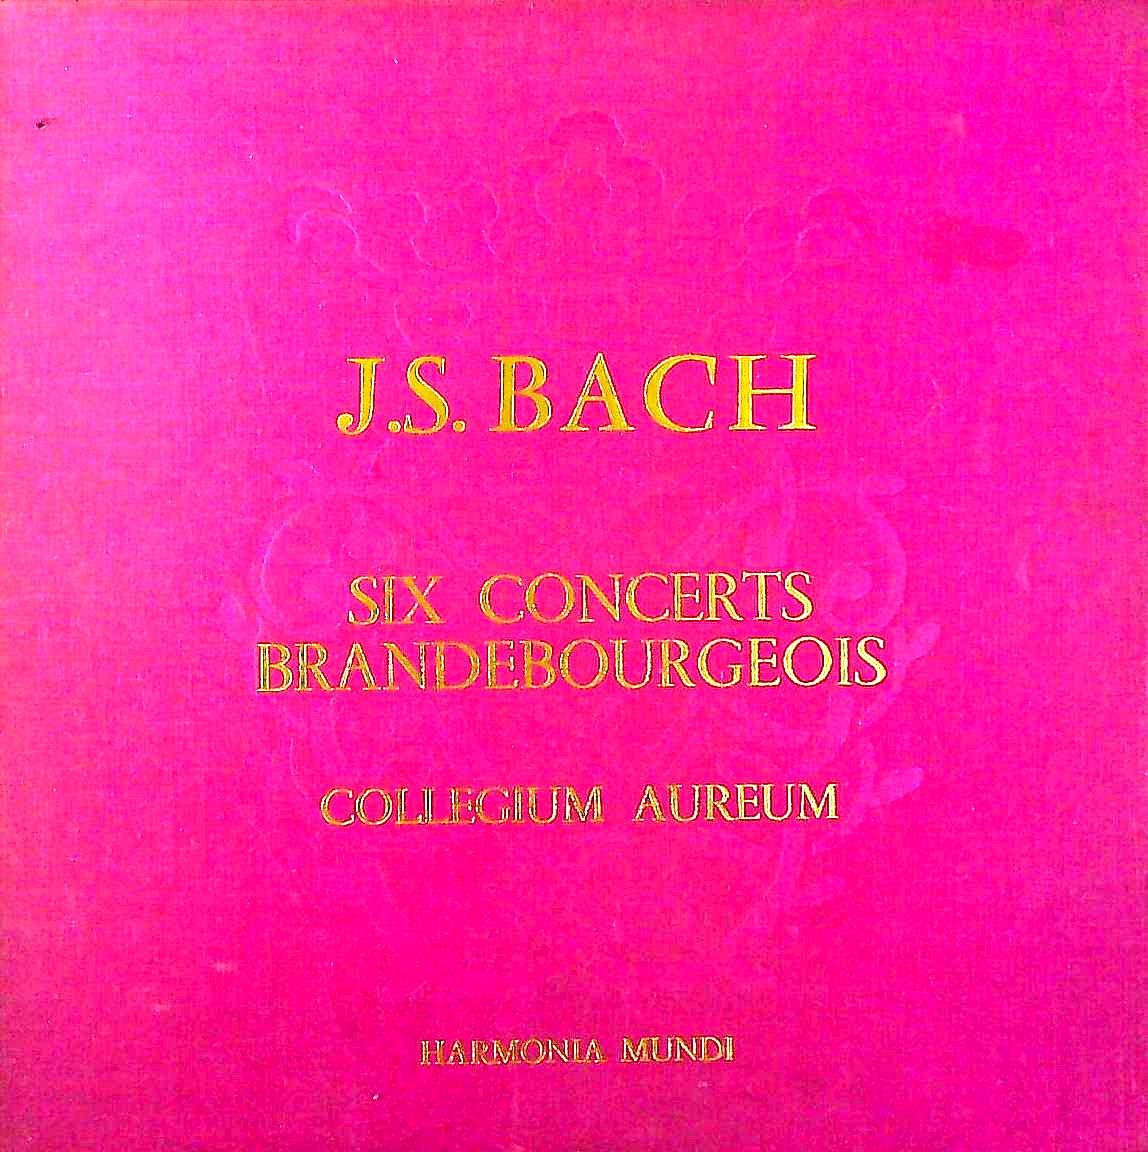 J.S. BACH
SIX CONCERTS
BRANDEBOURGEOIS
COLLEGIUM AUREUM
HARMONIA MUNDI